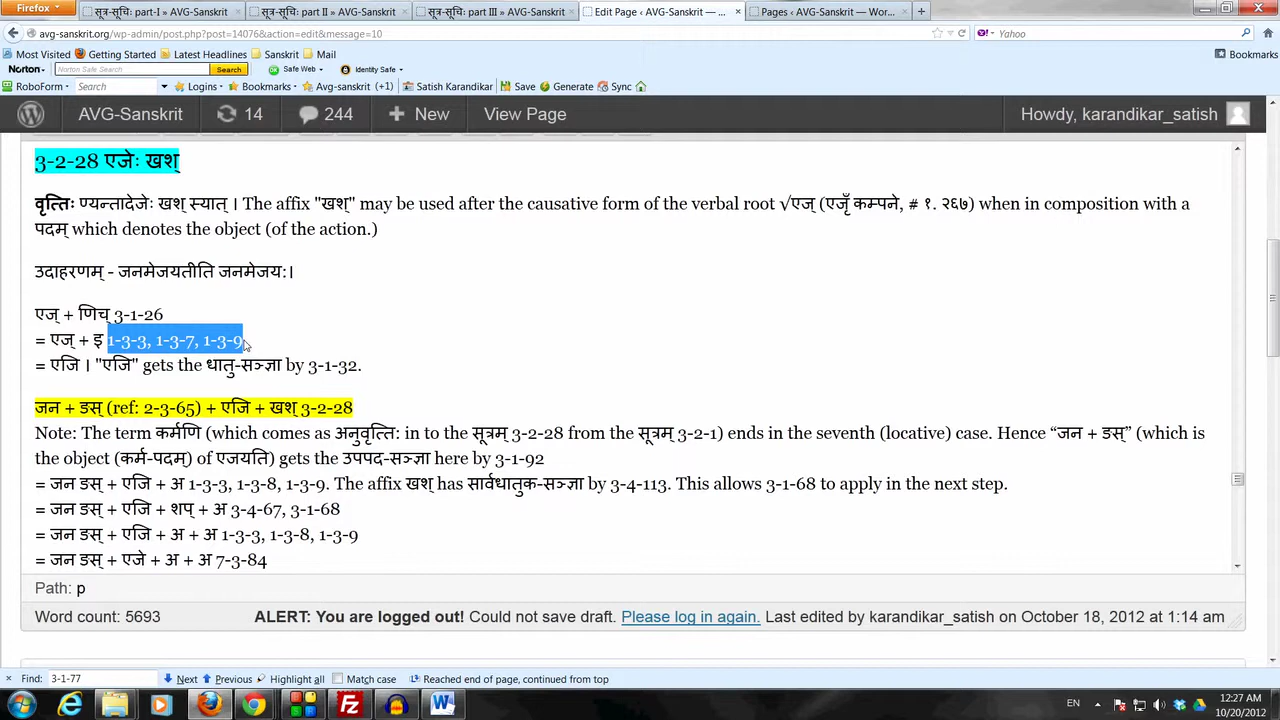 Firefox
सूत्र-सूचिः part-I » AVG-Sanskrit
सूत्र-सूचिः part II » AVG-Sanskrit
सूत्र-सूचिः part III » AVG-Sanskrit
Edit Page ‹ AVG-Sanskrit — ...
Pages ‹ AVG-Sanskrit — Wor...
avg-sanskrit.org/wp-admin/post.php?post=14076&action=edit&message=10
Yahoo
Most Visited Getting Started Latest Headlines Sanskrit Mail Bookmarks
Norton Norton Safe Search Search Safe Web Identity Safe
RoboForm Search Logins Bookmarks Avg-sanskrit (+1) Satish Karandikar Save Generate Sync
AVG-Sanskrit 14 244 New View Page Howdy, karandikar_satish
3-2-28 एजेः खश्
वृत्तिः ण्यन्तादेजेः खश् स्यात् । The affix "खश्" may be used after the causative form of the verbal root √एज् (एजृँ कम्पने, # १. २६७) when in composition with a
पदम् which denotes the object (of the action.)
उदाहरणम् - जनमेजयतीति जनमेजय:।
एज् + णिच् 3-1-26
= एज् + इ 1-3-3, 1-3-7, 1-3-9
= एजि । "एजि" gets the धातु-सञ्ज्ञा by 3-1-32.
जन + ङस् (ref: 2-3-65) + एजि + खश् 3-2-28
Note: The term कर्मणि (which comes as अनुवृत्ति: in to the सूत्रम् 3-2-28 from the सूत्रम् 3-2-1) ends in the seventh (locative) case. Hence “जन + ङस्” (which is
the object (कर्म-पदम्) of एजयति) gets the उपपद-सञ्ज्ञा here by 3-1-92
= जन ङस् + एजि + अ 1-3-3, 1-3-8, 1-3-9. The affix खश् has सार्वधातुक-सञ्ज्ञा by 3-4-113. This allows 3-1-68 to apply in the next step.
= जन ङस् + एजि + शप् + अ 3-4-67, 3-1-68
= जन ङस् + एजि + अ + अ 1-3-3, 1-3-8, 1-3-9
= जन ङस् + एजे + अ + अ 7-3-84
Path: p
Word count: 5693 ALERT: You are logged out! Could not save draft. Please log in again. Last edited by karandikar_satish on October 18, 2012 at 1:14 am
Find: 3-1-77 Next Previous Highlight all Match case Reached end of page, continued from top
EN 12:27 AM
10/20/2012